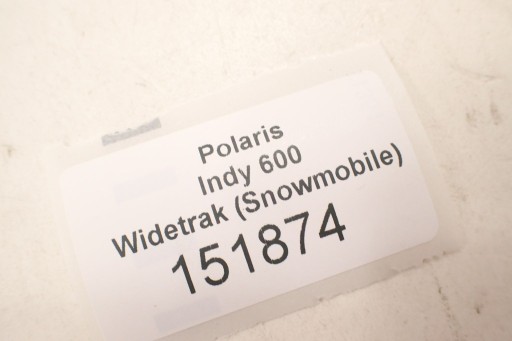 Polaris
Indy 600
Widetrak (Snowmobile)
151874